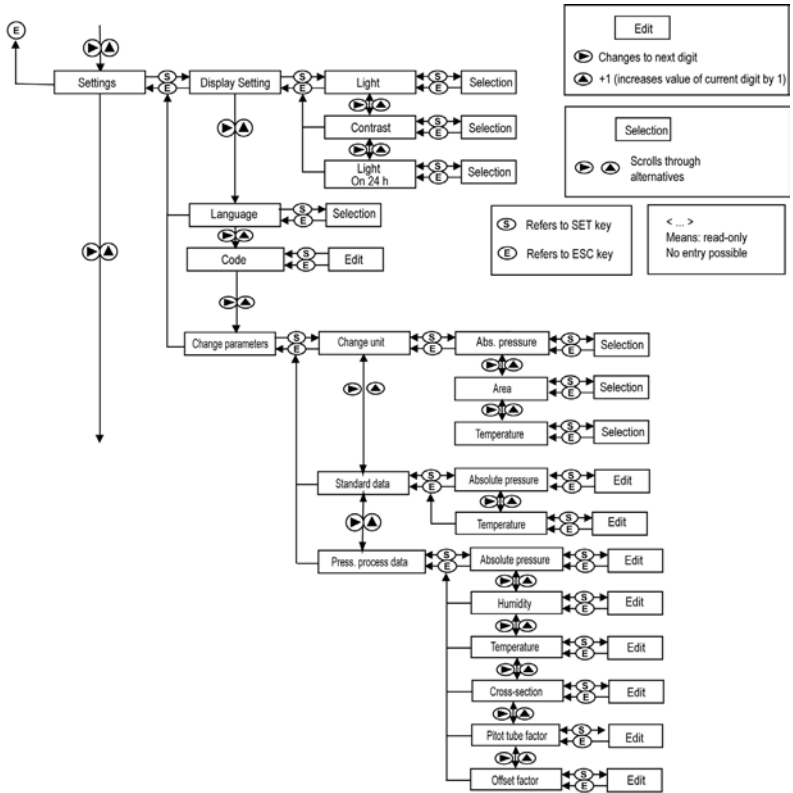 E
Edit
Changes to next digit
+1 (increases value of current digit by 1)
Settings
S
E
Display Setting
S
E
Light
S
E
Selection
Contrast
S
E
Selection
Selection
Scrolls through
alternatives
Light
On 24 h
S
E
Selection
Language
S
E
Selection
S Refers to SET key
E Refers to ESC key
< ... >
Means: read-only
No entry possible
Code
S
E
Edit
Change parameters
S
E
Change unit
S
E
Abs. pressure
S
E
Selection
Area
S
E
Selection
Temperature
S
E
Selection
Standard data
S
E
Absolute pressure
S
E
Edit
Temperature
S
E
Edit
Press. process data
S
E
Absolute pressure
S
E
Edit
Humidity
S
E
Edit
Temperature
S
E
Edit
Cross-section
S
E
Edit
Pitot tube factor
S
E
Edit
Offset factor
S
E
Edit